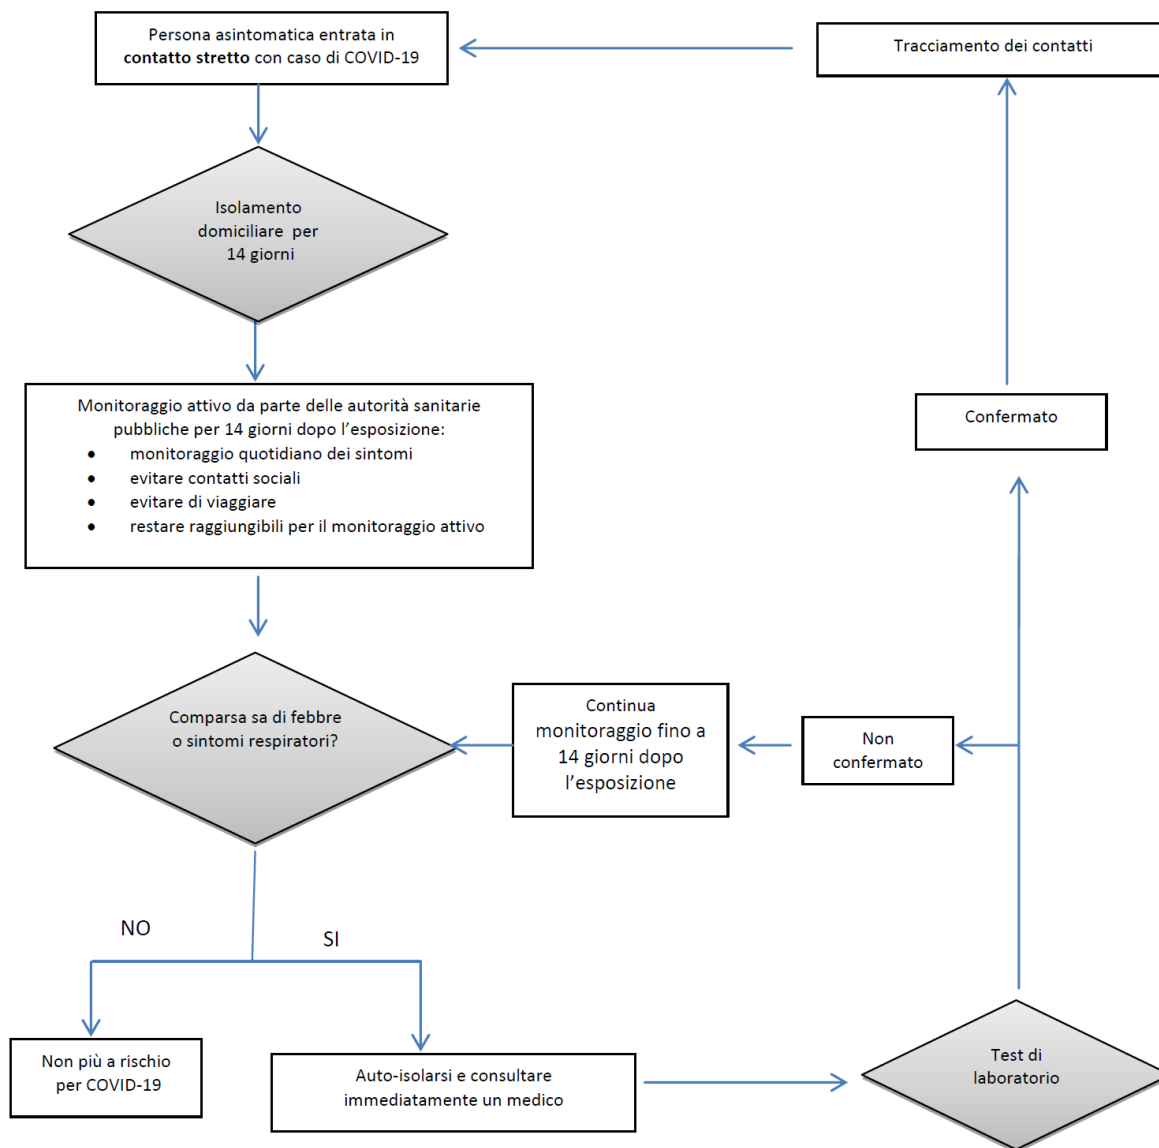 Persona asintomatica entrata in
contatto stretto con caso di COVID-19
Tracciamento dei contatti
Isolamento
domiciliare per
14 giorni
Monitoraggio attivo da parte delle autorità sanitarie
pubbliche per 14 giorni dopo l'esposizione:
• monitoraggio quotidiano dei sintomi
• evitare contatti sociali
• evitare di viaggiare
• restare raggiungibili per il monitoraggio attivo
Confermato
Comparsa sa di febbre
o sintomi respiratori?
Continua
monitoraggio fino a
14 giorni dopo
l'esposizione
Non
confermato
NO
SI
Non più a rischio
per COVID-19
Auto-isolarsi e consultare
immediatamente un medico
Test di
laboratorio